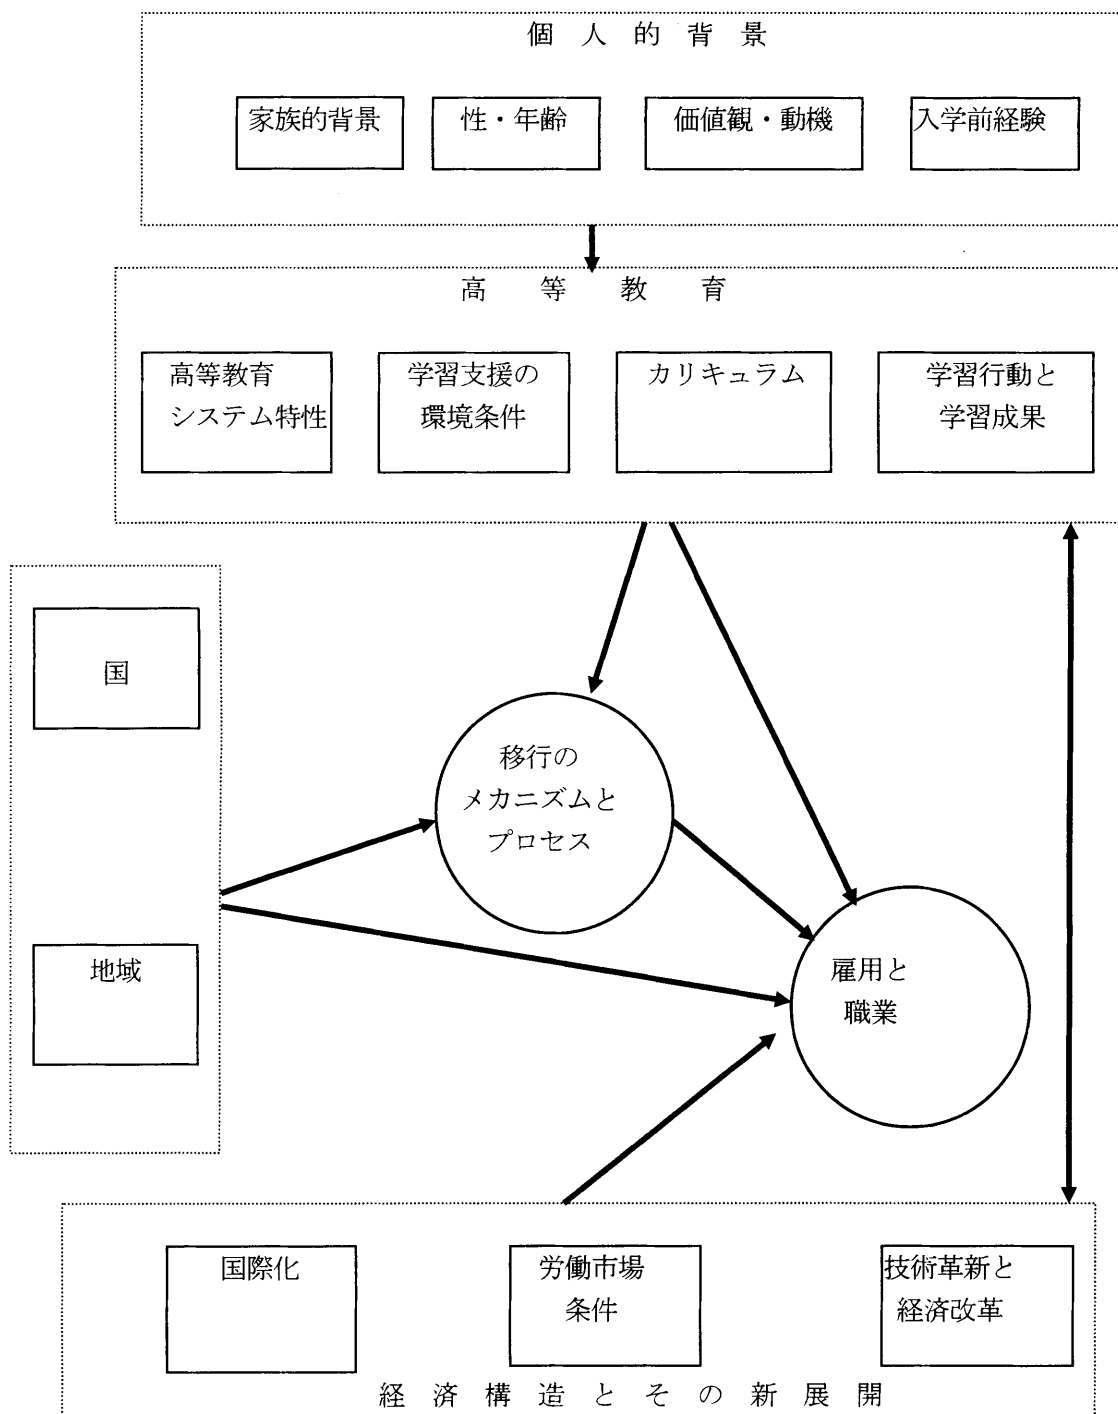 個人的背景
家族的背景
性・年齢
価値観・動機
入学前経験
高等教育
高等教育
システム特性
学習支援の
環境条件
カリキュラム
学習行動と
学習成果
国
地域
移行の
メカニズムと
プロセス
雇用と
職業
国際化
労働市場
条件
技術革新と
経済改革
経済構造とその新展開